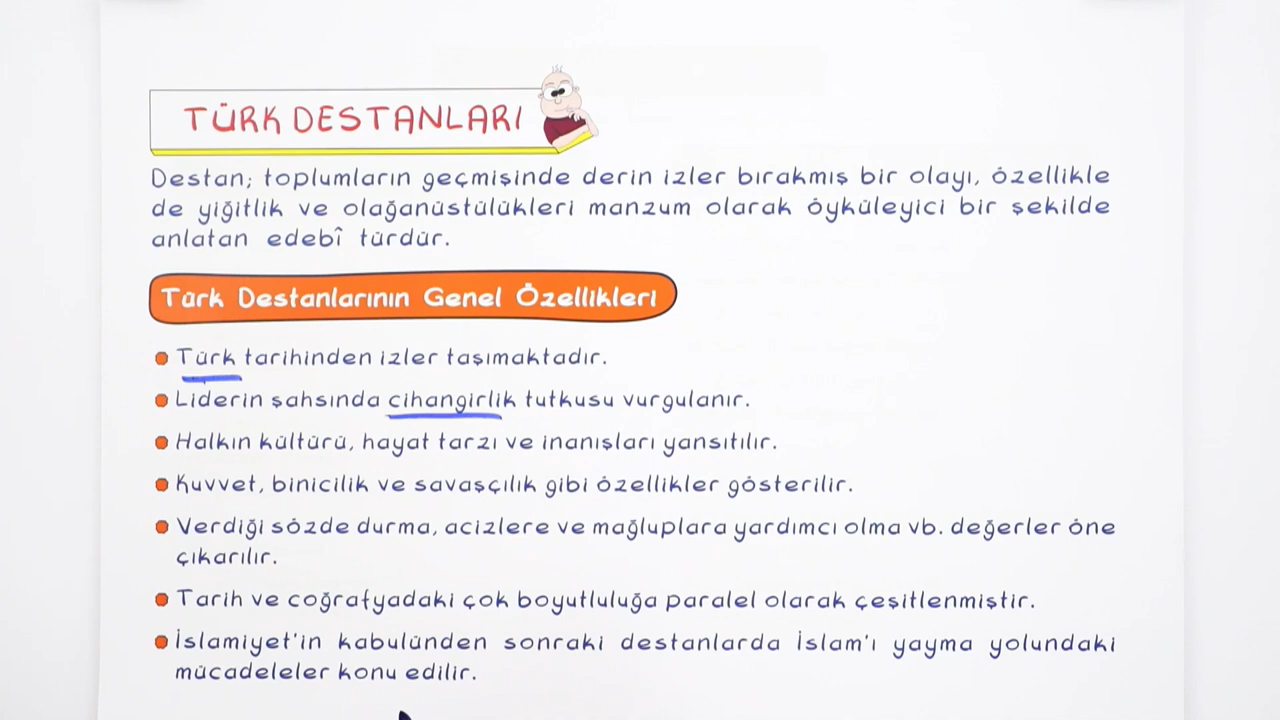 TÜRK DESTANLARI
Destan; toplumların geçmişinde derin izler bırakmış bir olayı, özellikle
de yiğitlik ve olağanüstülükleri manzum olarak öyküleyici bir şekilde
anlatan edebî türdür.
Türk Destanlarının Genel Özellikleri
Türk tarihinden izler taşımaktadır.
Liderin şahsında cihangirlik tutkusu vurgulanır.
Halkın kültürü, hayat tarzı ve inanışları yansıtılır.
Kuvvet, binicilik ve savaşçılık gibi özellikler gösterilir.
Verdiği sözde durma, acizlere ve mağluplara yardımcı olma vb. değerler öne
çıkarılır.
Tarih ve coğrafyadaki çok boyutluluğa paralel olarak çeşitlenmiştir.
İslamiyet'in kabulünden sonraki destanlarda İslam'ı yayma yolundaki
mücadeleler konu edilir.